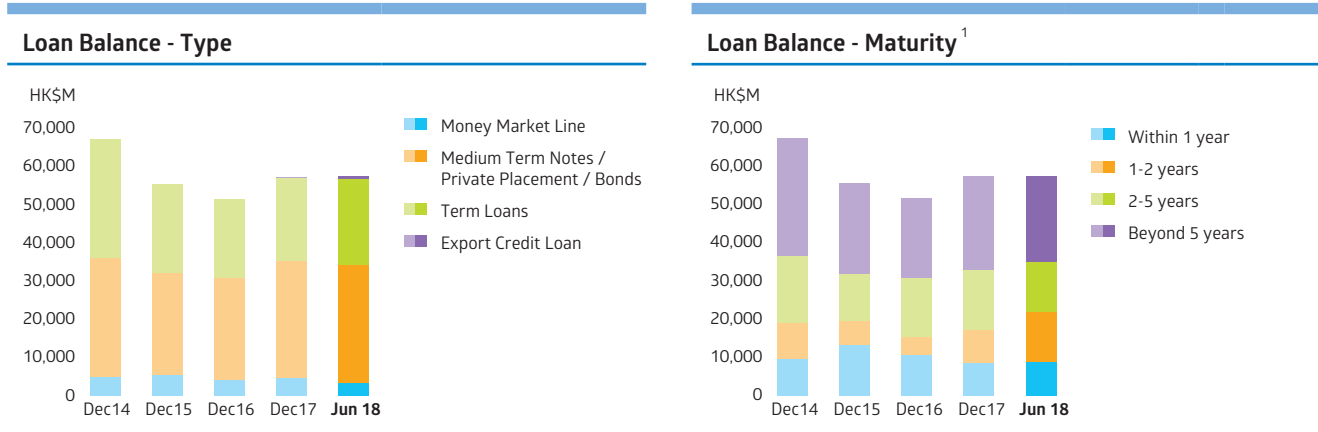 Loan Balance - Type
HK$M
70,000
60,000
50,000
40,000
30,000
20,000
10,000
0
Dec14 Dec15 Dec16 Dec17 Jun 18
Money Market Line
Medium Term Notes /
Private Placement / Bonds
Term Loans
Export Credit Loan
Loan Balance - Maturity 1
HK$M
70,000
60,000
50,000
40,000
30,000
20,000
10,000
0
Dec14 Dec15 Dec16 Dec17 Jun 18
Within 1 year
1-2 years
2-5 years
Beyond 5 years